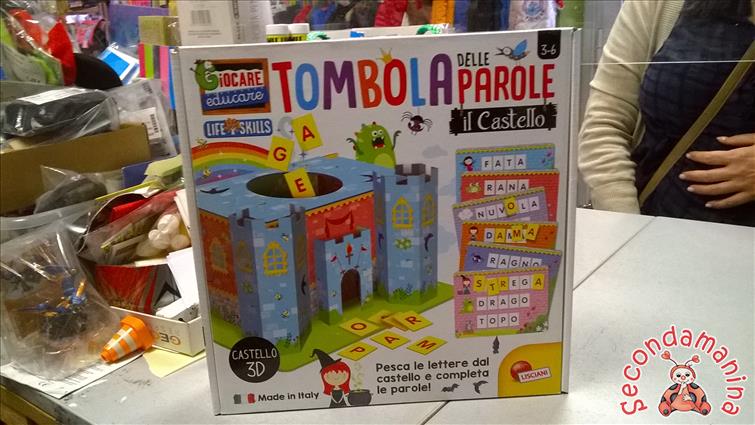 GIOCARE
educare
LIFE SKILLS
TOMBOLA
DELLE
PAROLE
il Castello
3-6
G
A
E
FATA
RANA
NUVOLA
DAMA
RAGNO
STREGA
DRAGO
TOPO
O A R
P A M
CASTELLO
3D
Made in Italy
Pesca le lettere dal
castello e completa
le parole!
LISCIANI
Secondamanina